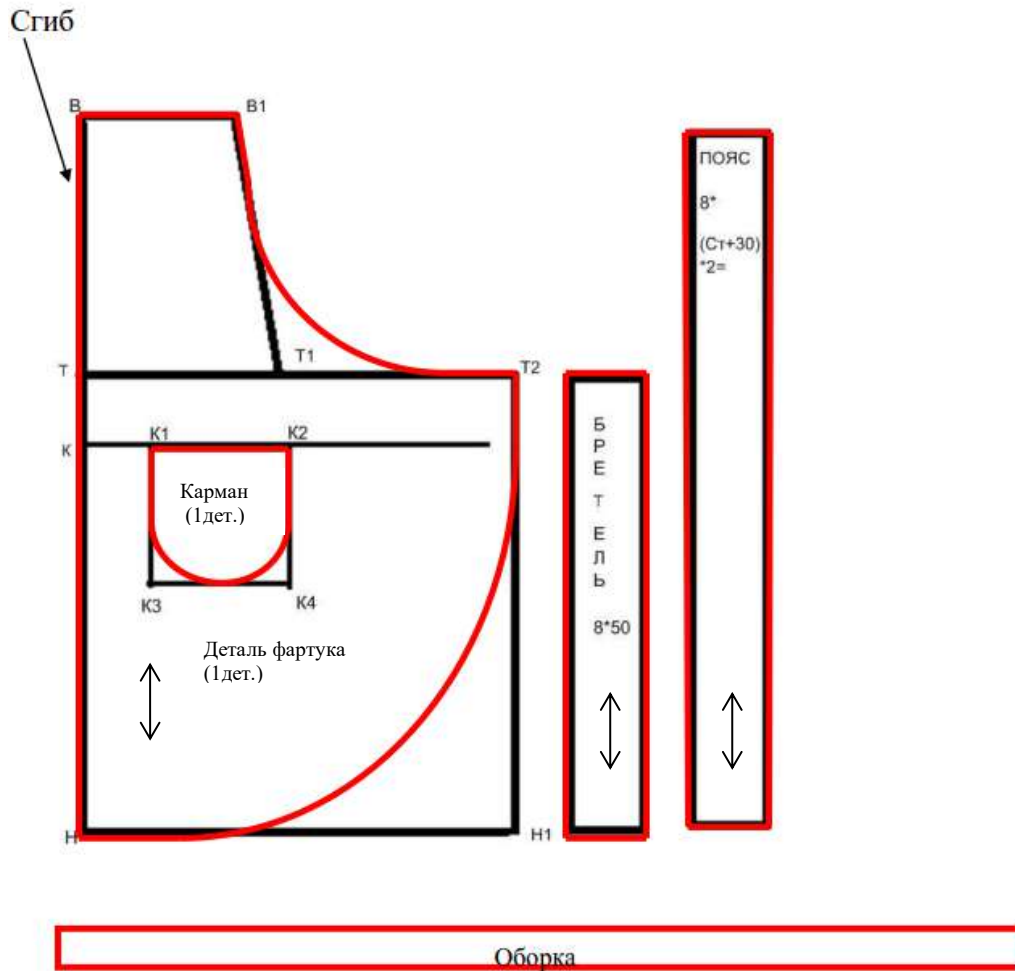 Сгиб
В
В1
ПОЯС
8*
(Ст+30)
*2=
Т
Т1
Т2
К
К1
К2
Карман
(1дет.)
К3
К4
Б
Р
Е
Т
Е
Л
Ь
8*50
Деталь фартука
(1дет.)
Н
Н1
Оборка